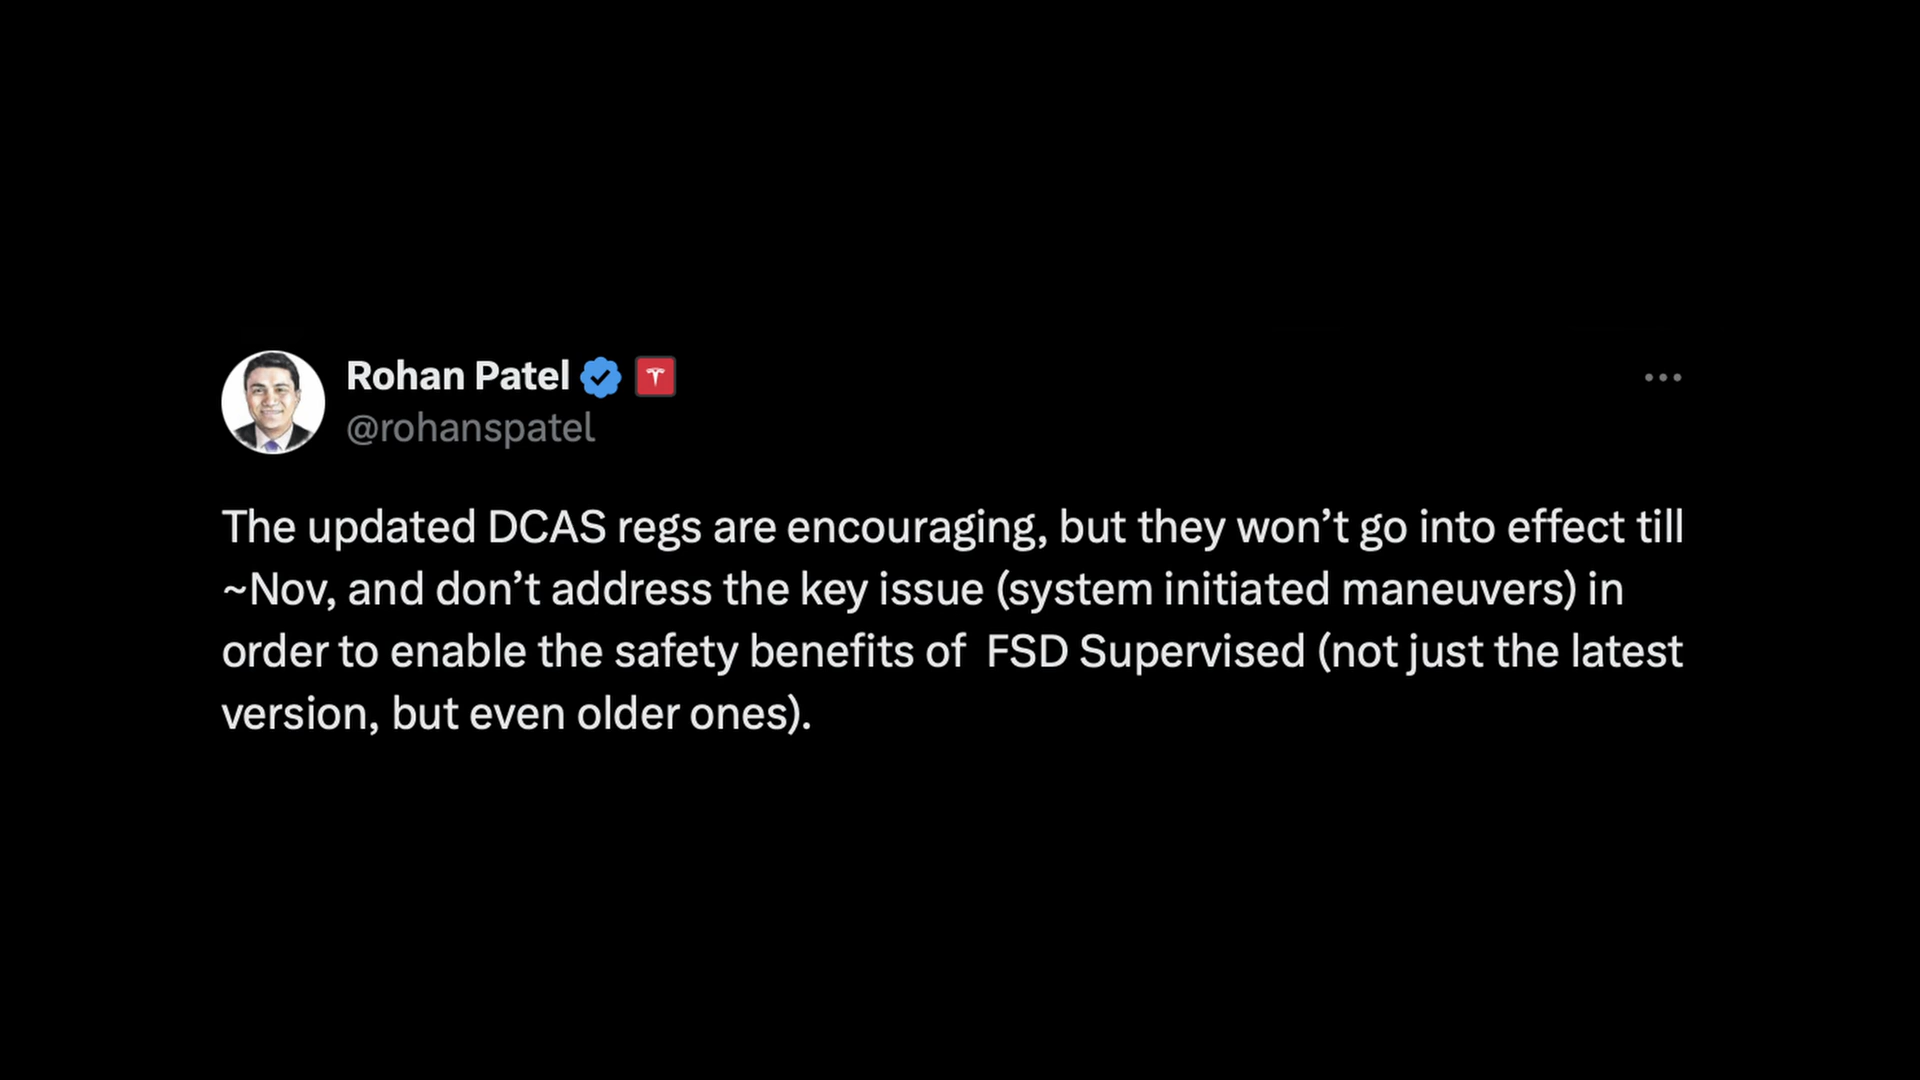 Rohan Patel
@rohanspatel
The updated DCAS regs are encouraging, but they won’t go into effect till
~Nov, and don’t address the key issue (system initiated maneuvers) in
order to enable the safety benefits of  FSD Supervised (not just the latest
version, but even older ones).